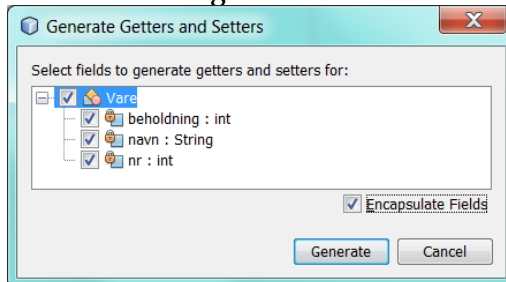 Generate Getters and Setters
Select fields to generate getters and setters for:
Vare
beholdning : int
navn : String
nr : int
Encapsulate Fields
Generate Cancel